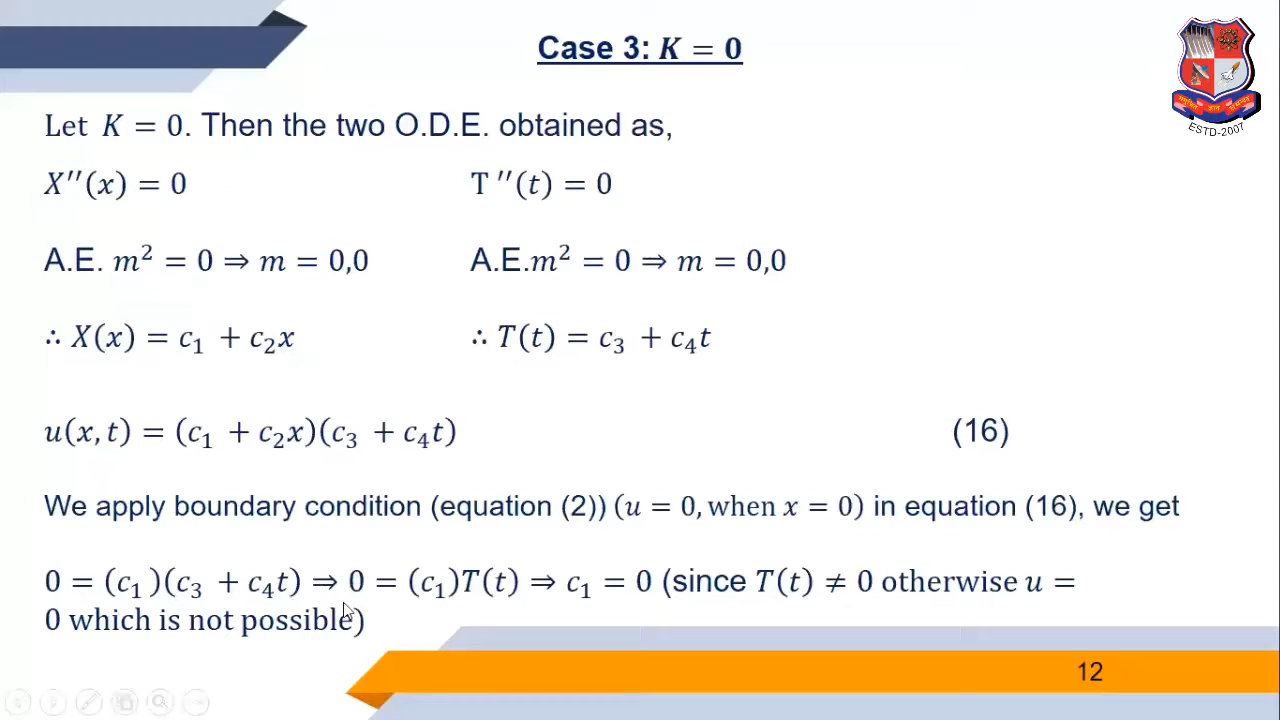 Case 3: K = 0
Let K = 0. Then the two O.D.E. obtained as,
X′′(x) = 0 T ′′(t) = 0
A.E. m² = 0 ⇒ m = 0,0 A.E.m² = 0 ⇒ m = 0,0
∴ X(x) = c₁ + c₂x ∴ T(t) = c₃ + c₄t
u(x, t) = (c₁ + c₂x)(c₃ + c₄t) (16)
We apply boundary condition (equation (2)) (u = 0, when x = 0) in equation (16), we get
0 = (c₁ )(c₃ + c₄t) ⇒ 0 = (c₁)T(t) ⇒ c₁ = 0 (since T(t) ≠ 0 otherwise u =
0 which is not possible)
12
ESTD-2007